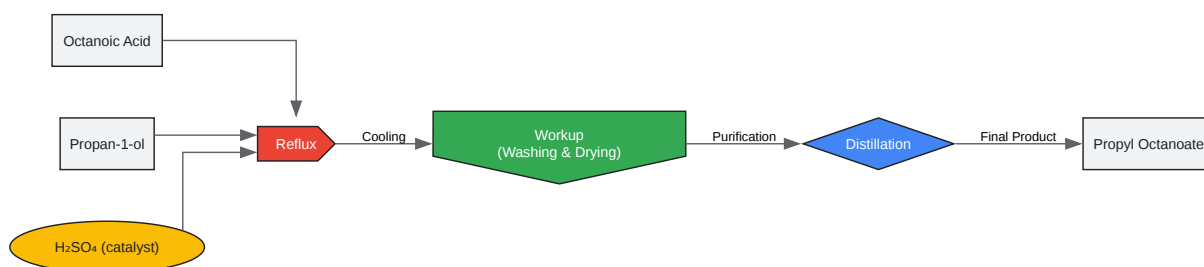 Octanoic Acid
Propan-1-ol
H₂SO₄ (catalyst)
Reflux
Cooling
Workup
(Washing & Drying)
Purification
Distillation
Final Product
Propyl Octanoate